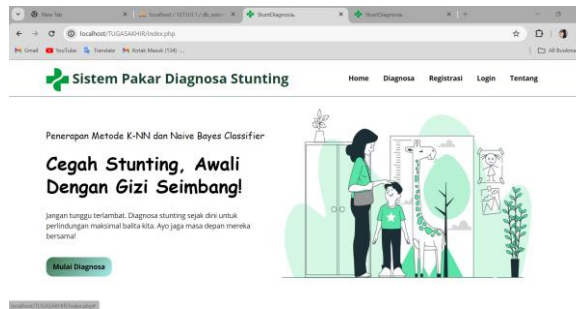 New Tab
localhost / 127.0.0.1 / db_
StuntDiagnosis.
StuntDiagnosis.
localhost/TUGASAKHIR/index.php
Gmail YouTube Translate Kotak Masuk (134) - ... All Bookma
Sistem Pakar Diagnosa Stunting
Home Diagnosa Registrasi Login Tentang
Penerapan Metode K-NN dan Naive Bayes Classifier
Cegah Stunting, Awali
Dengan Gizi Seimbang!
Jangan tunggu terlambat. Diagnosa stunting sejak dini untuk
perlindungan maksimal balita kita. Ayo jaga masa depan mereka
bersama!
Mulai Diagnosa
localhost/TUGASAKHIR/index.php#